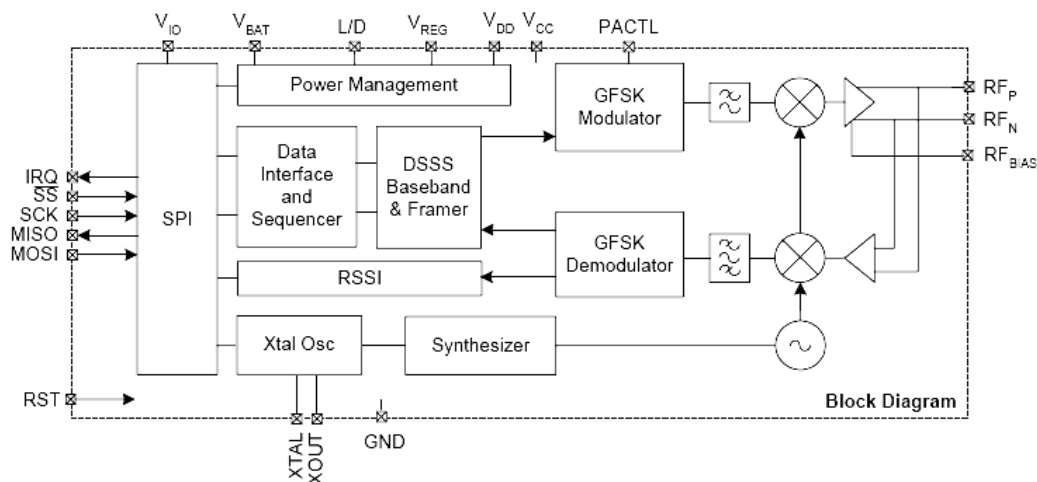 V_IO V_BAT L/D V_REG V_DD V_CC PACTL
Power Management
GFSK
Modulator
RF_P
RF_N
RF_BIAS
Data
Interface
and
Sequencer
DSSS
Baseband
& Framer
IRQ
SS
SCK
MISO
MOSI
SPI
GFSK
Demodulator
RSSI
Xtal Osc
Synthesizer
RST
Block Diagram
XTAL
XOUT
GND